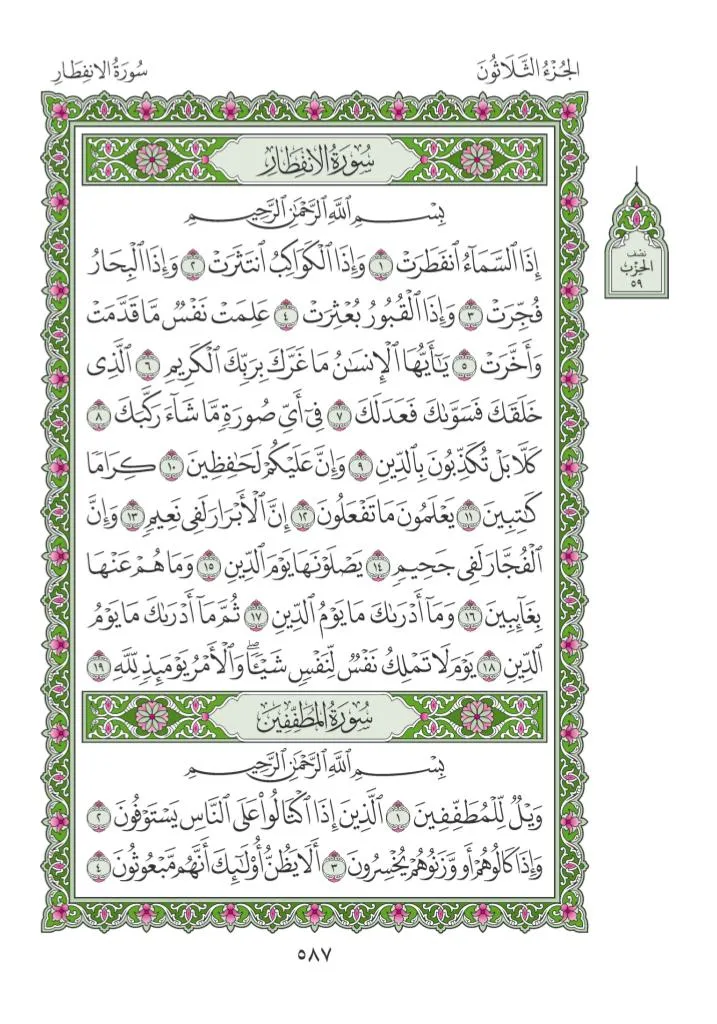 الجُزْءُ الثَّلَاثُونَ
سُورَةُ الانفِطَارِ
سُورَةُ الانفِطَارِ
بِسْمِ ٱللَّهِ ٱلرَّحْمَٰنِ ٱلرَّحِيمِ
إِذَا ٱلسَّمَآءُ ٱنفَطَرَتْ ١ وَإِذَا ٱلْكَوَاكِبُ ٱنتَثَرَتْ ٢ وَإِذَا ٱلْبِحَارُ
فُجِّرَتْ ٣ وَإِذَا ٱلْقُبُورُ بُعْثِرَتْ ٤ عَلِمَتْ نَفْسٌ مَّا قَدَّمَتْ
وَأَخَّرَتْ ٥ يَٰٓأَيُّهَا ٱلْإِنسَٰنُ مَا غَرَّكَ بِرَبِّكَ ٱلْكَرِيمِ ٦ ٱلَّذِى
خَلَقَكَ فَسَوَّىٰكَ فَعَدَلَكَ ٧ فِىٓ أَىِّ صُورَةٍ مَّا شَآءَ رَكَّبَكَ ٨
كَلَّا بَلْ تُكَذِّبُونَ بِٱلدِّينِ ٩ وَإِنَّ عَلَيْكُمْ لَحَٰفِظِينَ ١٠ كِرَامًا
كَٰتِبِينَ ١١ يَعْلَمُونَ مَا تَفْعَلُونَ ١٢ إِنَّ ٱلْأَبْرَارَ لَفِى نَعِيمٍ ١٣ وَإِنَّ
ٱلْفُجَّارَ لَفِى جَحِيمٍ ١٤ يَصْلَوْنَهَا يَوْمَ ٱلدِّينِ ١٥ وَمَا هُمْ عَنْهَا
بِغَآئِبِينَ ١٦ وَمَآ أَدْرَىٰكَ مَا يَوْمُ ٱلدِّينِ ١٧ ثُمَّ مَآ أَدْرَىٰكَ مَا يَوْمُ
ٱلدِّينِ ١٨ يَوْمَ لَا تَمْلِكُ نَفْسٌ لِّنَفْسٍ شَيْـًٔا ۖ وَٱلْأَمْرُ يَوْمَئِذٍ لِّلَّهِ ١٩
سُورَةُ المُطَفِّفِينَ
بِسْمِ ٱللَّهِ ٱلرَّحْمَٰنِ ٱلرَّحِيمِ
وَيْلٌ لِّلْمُطَفِّفِينَ ١ ٱلَّذِينَ إِذَا ٱكْتَالُوا۟ عَلَى ٱلنَّاسِ يَسْتَوْفُونَ ٢
وَإِذَا كَالُوهُمْ أَو وَّزَنُوهُمْ يُخْسِرُونَ ٣ أَلَا يَظُنُّ أُو۟لَٰٓئِكَ أَنَّهُم مَّبْعُوثُونَ ٤
نِصْف
الحِزْبِ
٥٩
٥٨٧